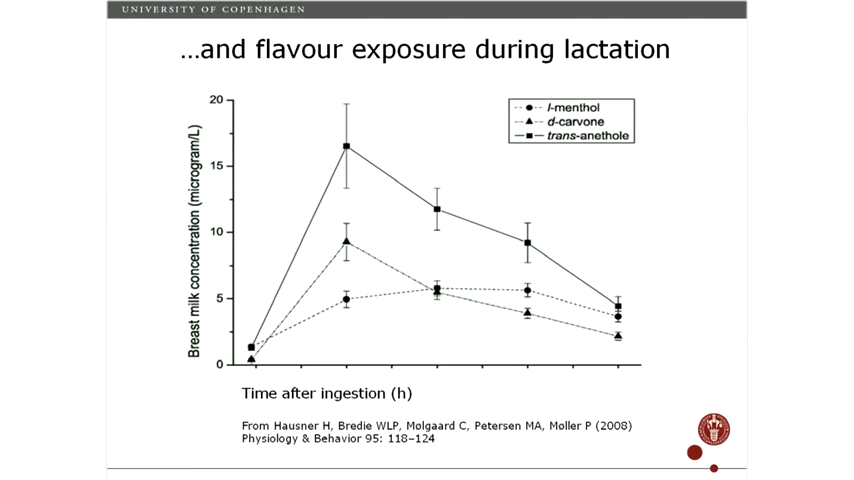 UNIVERSITY OF COPENHAGEN
...and flavour exposure during lactation
20
15
10
5
0
Breast milk concentration (microgram/L)
l-menthol
d-carvone
trans-anethole
Time after ingestion (h)
From Hausner H, Bredie WLP, Mølgaard C, Petersen MA, Møller P (2008)
Physiology & Behavior 95: 118–124